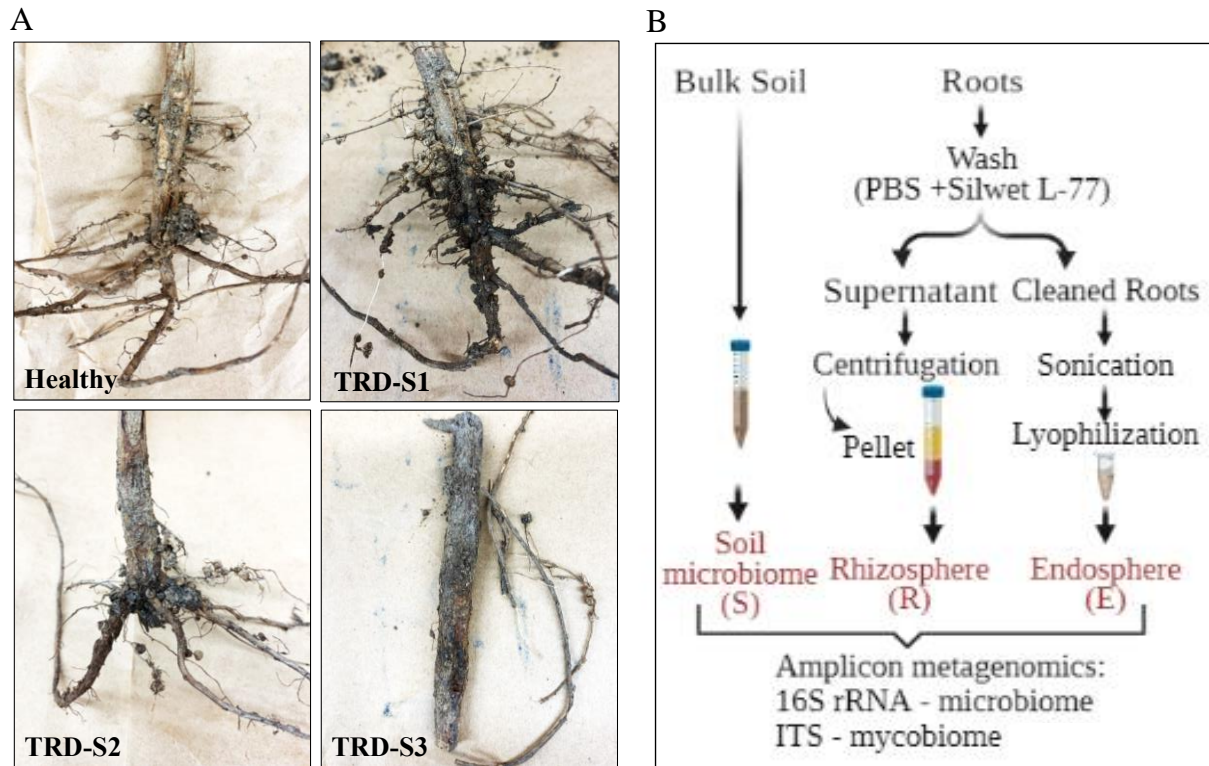 A
Healthy
TRD-S1
TRD-S2
TRD-S3
B
Bulk Soil
Roots
Wash
(PBS +Silwet L-77)
Supernatant
Cleaned Roots
Centrifugation
Sonication
Pellet
Lyophilization
Soil
microbiome
(S)
Rhizosphere
(R)
Endosphere
(E)
Amplicon metagenomics:
16S rRNA - microbiome
ITS - mycobiome